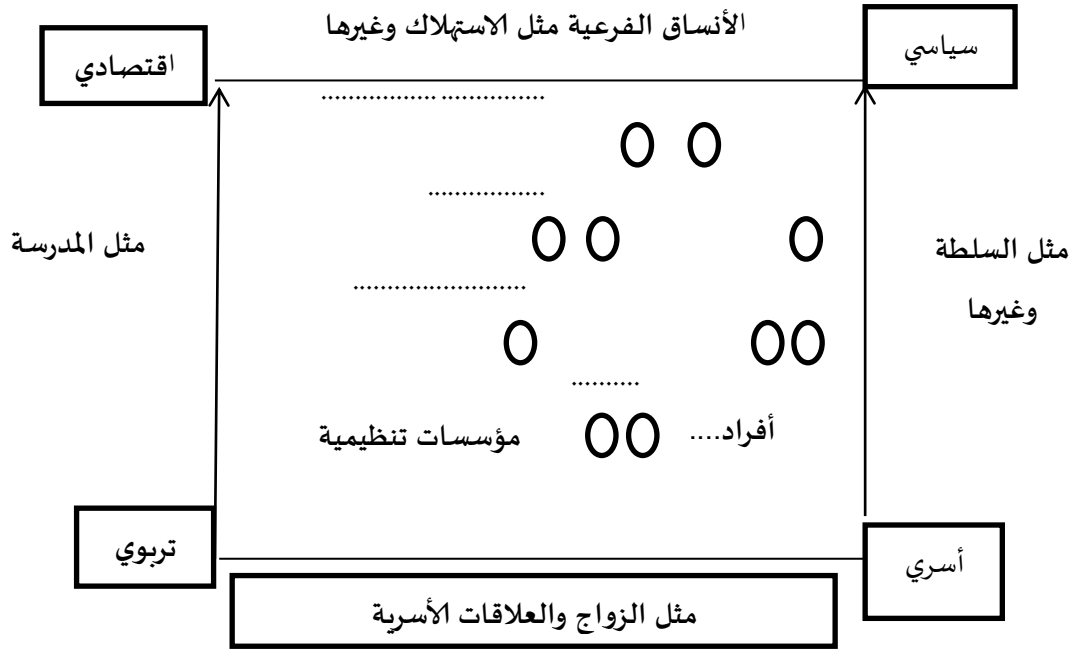 الأنساق الفرعية مثل الاستهلاك وغيرها
سياسي
اقتصادي
................ ...............
.................
مثل السلطة
وغيرها
مثل المدرسة
..........................
..........
أفراد....
مؤسسات تنظيمية
أسري
تربوي
مثل الزواج والعلاقات الأسرية